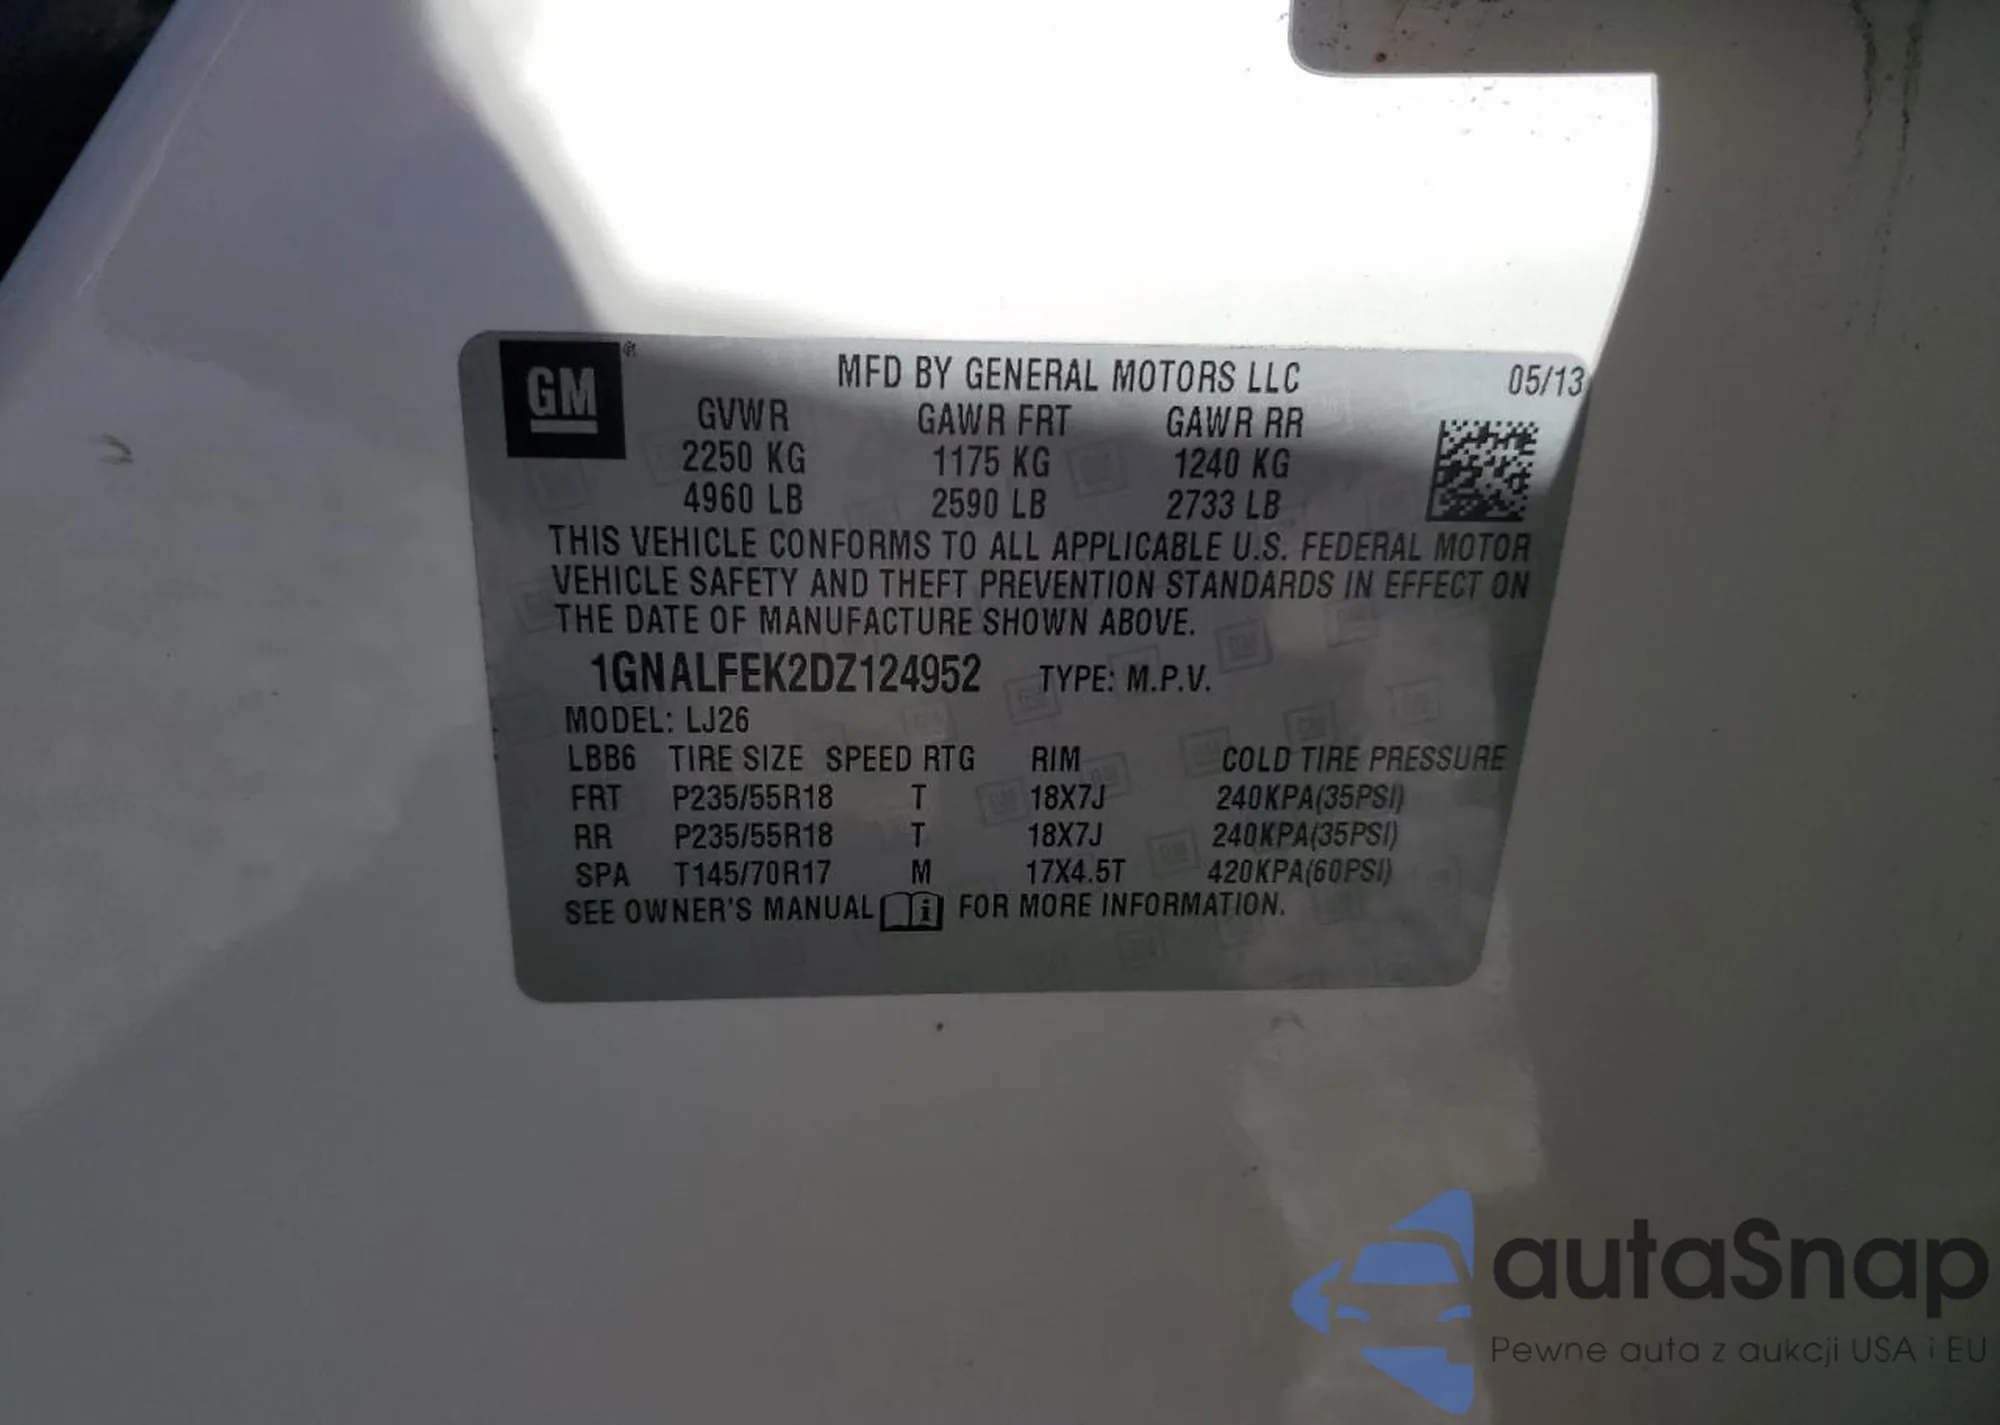 GM®
MFD BY GENERAL MOTORS LLC 05/13
GVWR GAWR FRT GAWR RR
2250 KG 1175 KG 1240 KG
4960 LB 2590 LB 2733 LB
THIS VEHICLE CONFORMS TO ALL APPLICABLE U.S. FEDERAL MOTOR
VEHICLE SAFETY AND THEFT PREVENTION STANDARDS IN EFFECT ON
THE DATE OF MANUFACTURE SHOWN ABOVE.
1GNALFEK2DZ124952 TYPE: M.P.V.
MODEL: LJ26
LBB6 TIRE SIZE SPEED RTG RIM COLD TIRE PRESSURE
FRT P235/55R18 T 18X7J 240KPA(35PSI)
RR P235/55R18 T 18X7J 240KPA(35PSI)
SPA T145/70R17 M 17X4.5T 420KPA(60PSI)
SEE OWNER'S MANUAL i FOR MORE INFORMATION.
autaSnap
Pewne auta z aukcji USA i EU